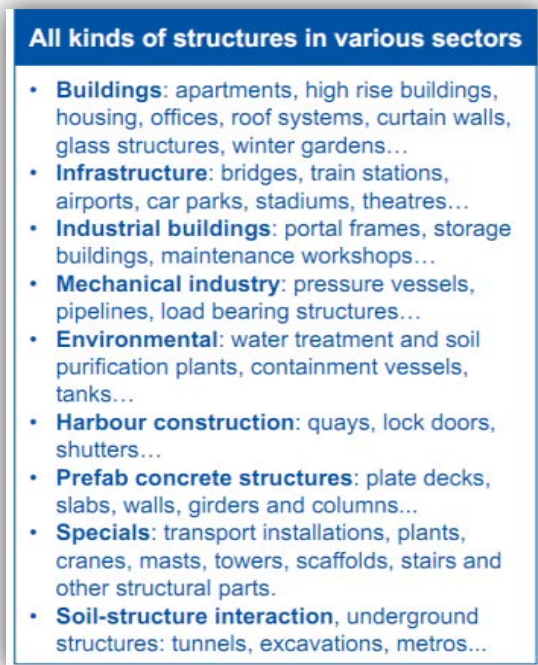 All kinds of structures in various sectors
• Buildings: apartments, high rise buildings,
housing, offices, roof systems, curtain walls,
glass structures, winter gardens…
• Infrastructure: bridges, train stations,
airports, car parks, stadiums, theatres…
• Industrial buildings: portal frames, storage
buildings, maintenance workshops…
• Mechanical industry: pressure vessels,
pipelines, load bearing structures…
• Environmental: water treatment and soil
purification plants, containment vessels,
tanks…
• Harbour construction: quays, lock doors,
shutters…
• Prefab concrete structures: plate decks,
slabs, walls, girders and columns...
• Specials: transport installations, plants,
cranes, masts, towers, scaffolds, stairs and
other structural parts.
• Soil-structure interaction, underground
structures: tunnels, excavations, metros...